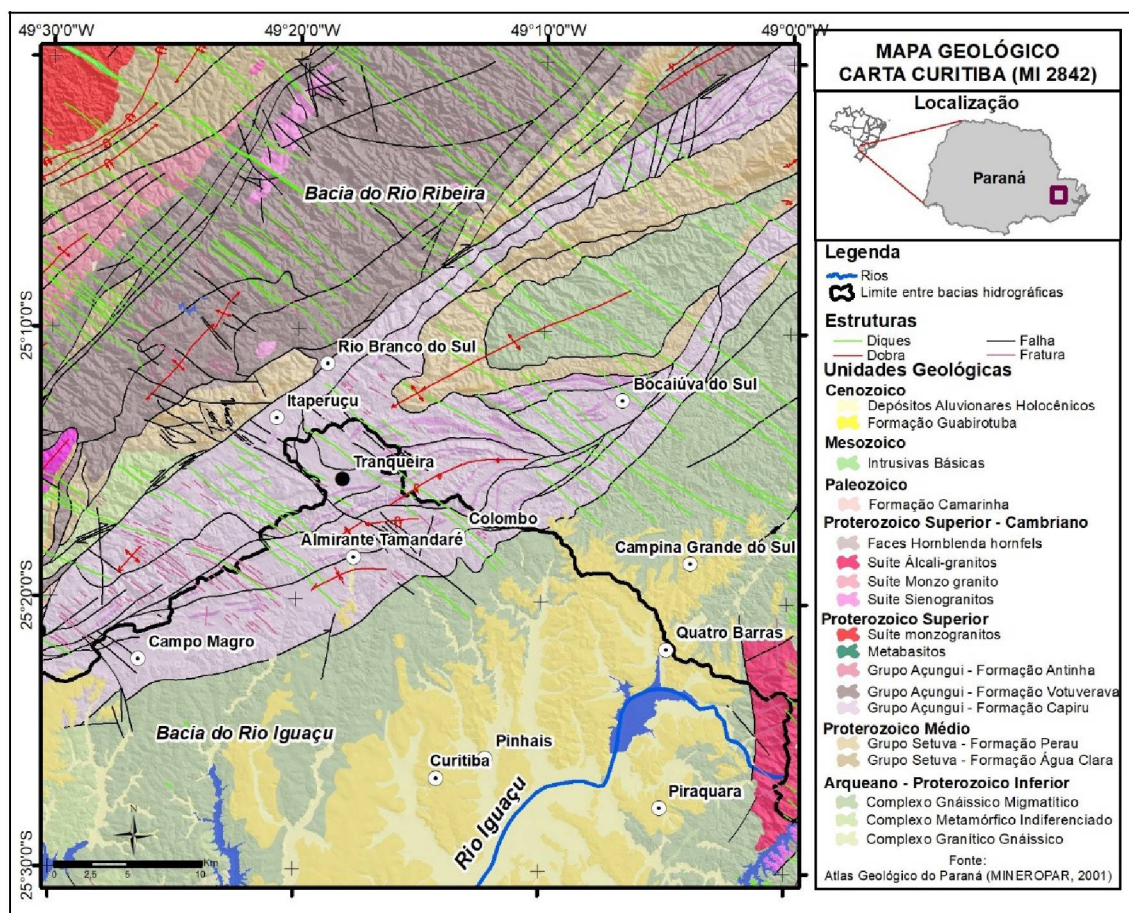 49°30'0"W
49°20'0"W
49°10'0"W
49°00'0"W
25°10'0"S
25°20'0"S
25°30'0"S
Bacia do Rio Ribeira
Rio Branco do Sul
Itaperuçu
Bocaiúva do Sul
Tranqueira
Colombo
Almirante Tamandaré
Campina Grande do Sul
Campo Magro
Quatro Barras
Bacia do Rio Iguaçu
Pinhais
Curitiba
Piraquara
Rio Iguaçu
N
0 2,5 5 10
Km
MAPA GEOLÓGICO
CARTA CURITIBA (MI 2842)
Localização
Paraná
Legenda
Rios
Limite entre bacias hidrográficas
Estruturas
Diques
Falha
Dobra
Fratura
Unidades Geológicas
Cenozoico
Depósitos Aluvionares Holocênicos
Formação Guabirotuba
Mesozoico
Intrusivas Básicas
Paleozoico
Formação Camarinha
Proterozoico Superior - Cambriano
Faces Hornblenda hornfels
Suíte Álcali-granitos
Suíte Monzo granito
Suite Sienogranitos
Proterozoico Superior
Suíte monzogranitos
Metabasitos
Grupo Açungui - Formação Antinha
Grupo Açungui - Formação Votuverava
Grupo Açungui - Formação Capiru
Proterozoico Médio
Grupo Setuva - Formação Perau
Grupo Setuva - Formação Água Clara
Arqueano - Proterozoico Inferior
Complexo Gnáissico Migmatítico
Complexo Metamórfico Indiferenciado
Complexo Granítico Gnáissico
Fonte:
Atlas Geológico do Paraná (MINEROPAR, 2001)